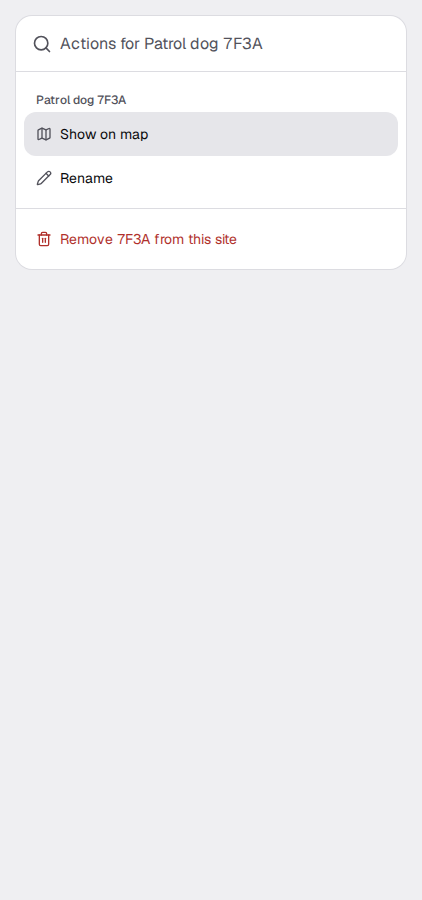 Actions for Patrol dog 7F3A
Patrol dog 7F3A
Show on map
Rename
Remove 7F3A from this site